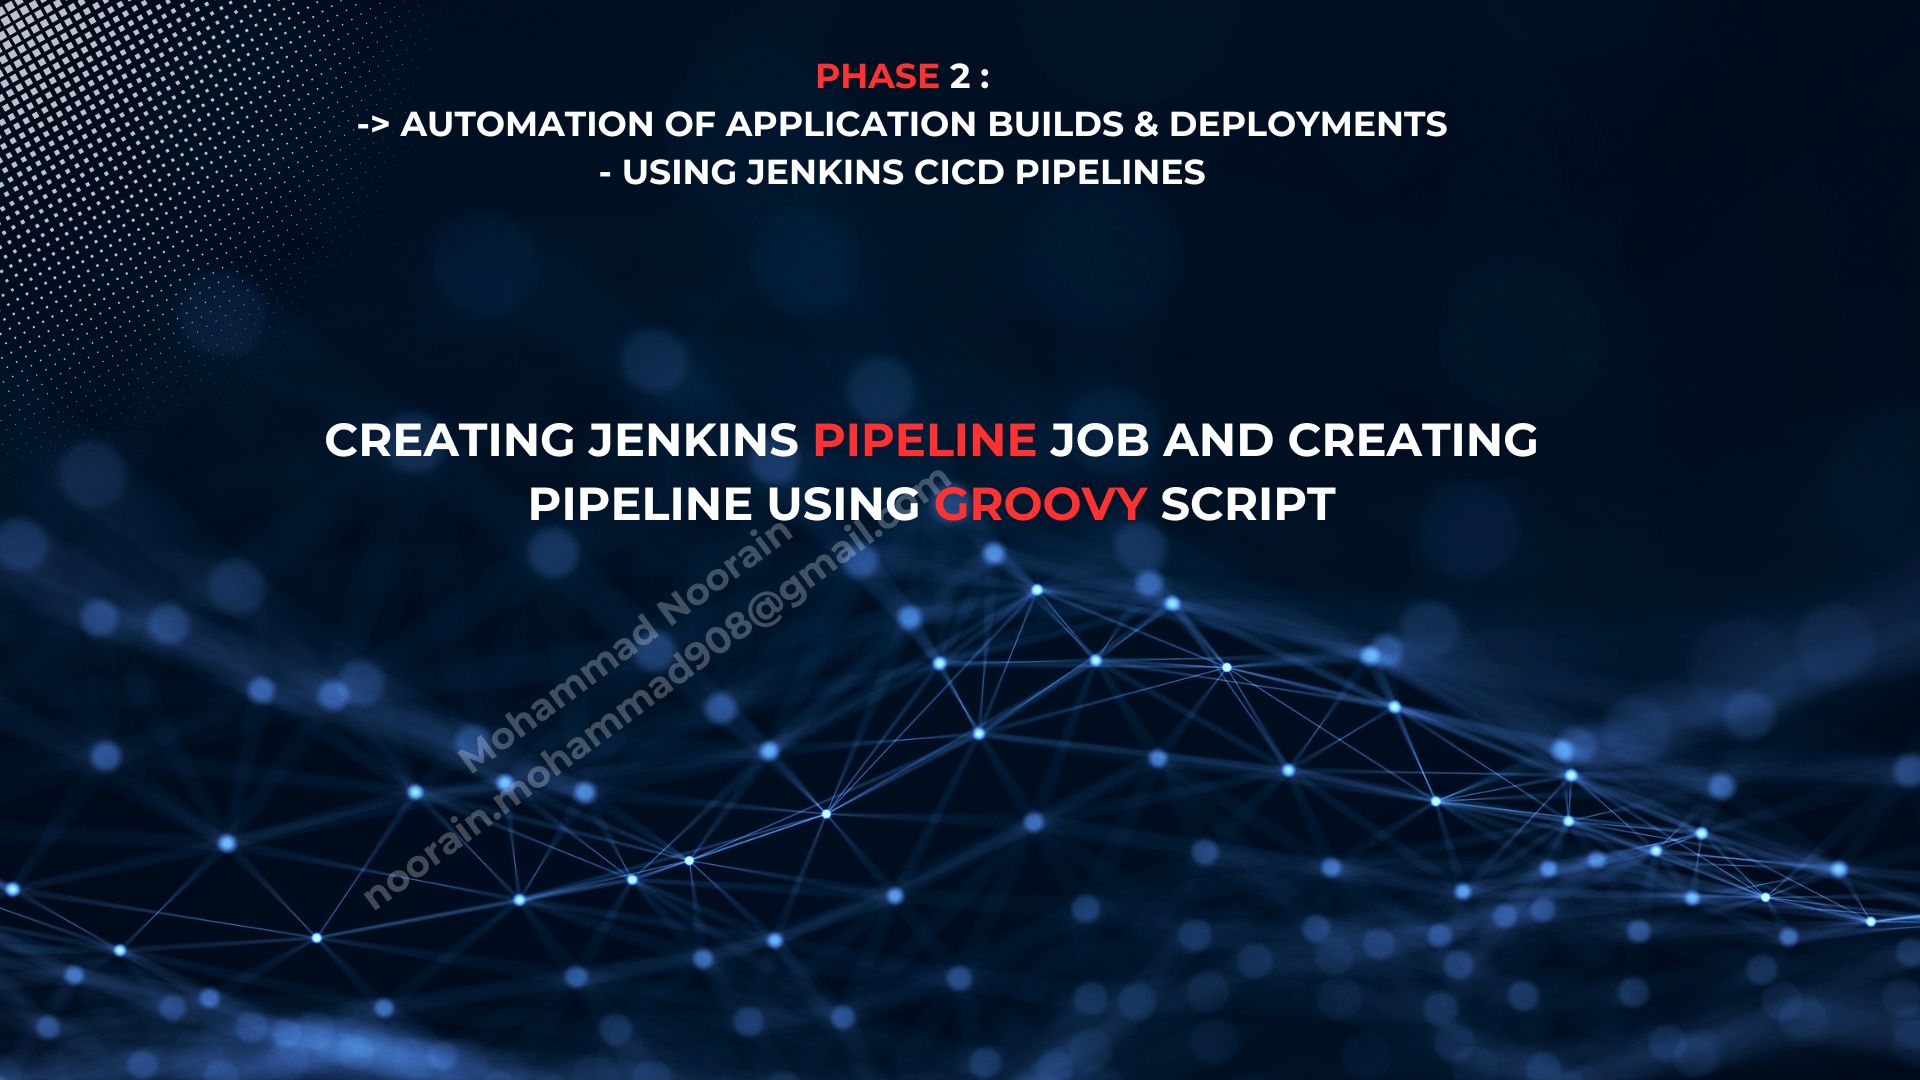 PHASE 2 :
-> AUTOMATION OF APPLICATION BUILDS & DEPLOYMENTS
- USING JENKINS CICD PIPELINES
CREATING JENKINS PIPELINE JOB AND CREATING
PIPELINE USING GROOVY SCRIPT
Mohammad Noorain
noorain.mohammad908@gmail.com